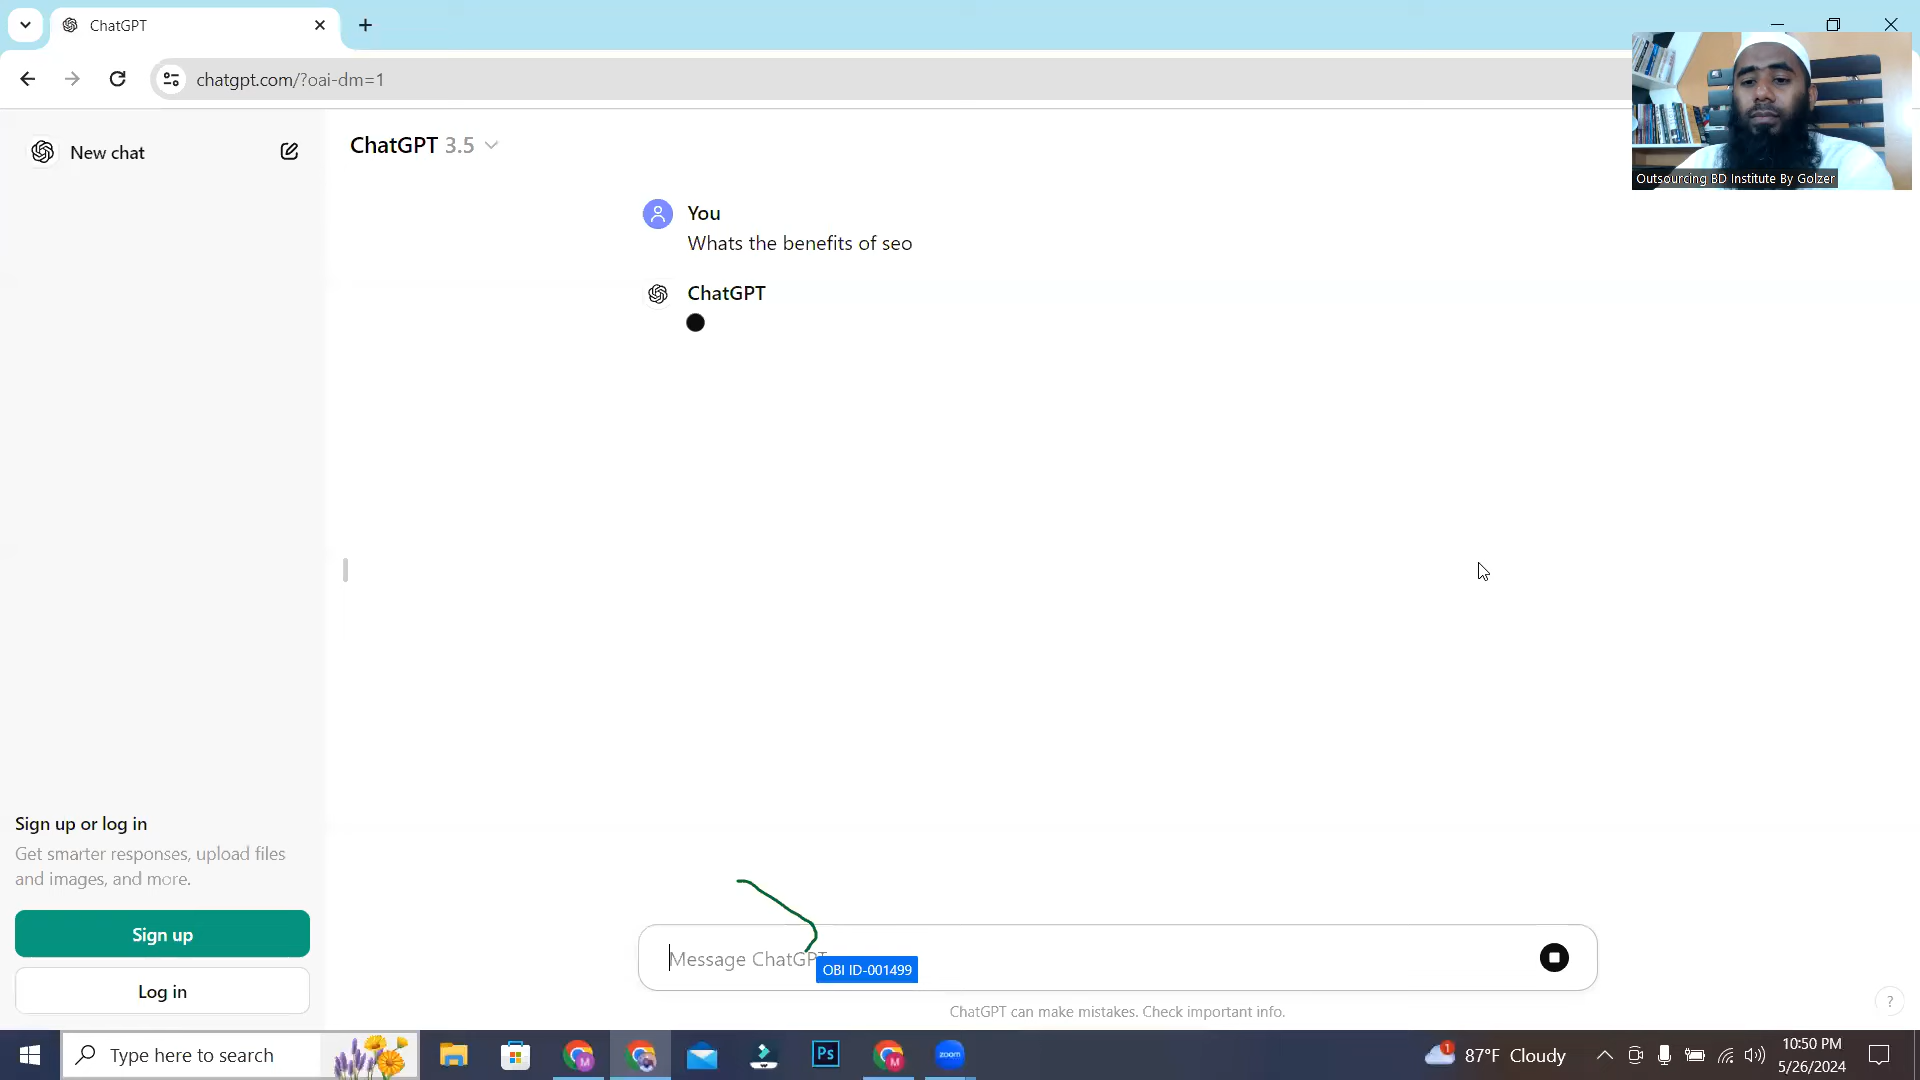 ChatGPT
chatgpt.com/?oai-dm=1
Outsourcing BD Institute By Golzer
New chat
ChatGPT 3.5
You
Whats the benefits of seo
ChatGPT
Sign up or log in
Get smarter responses, upload files
and images, and more.
Sign up
Log in
Message ChatGPT
OBI ID-001499
ChatGPT can make mistakes. Check important info.
?
Type here to search
M
Ps
M
zoom
1
87°F Cloudy
10:50 PM
5/26/2024